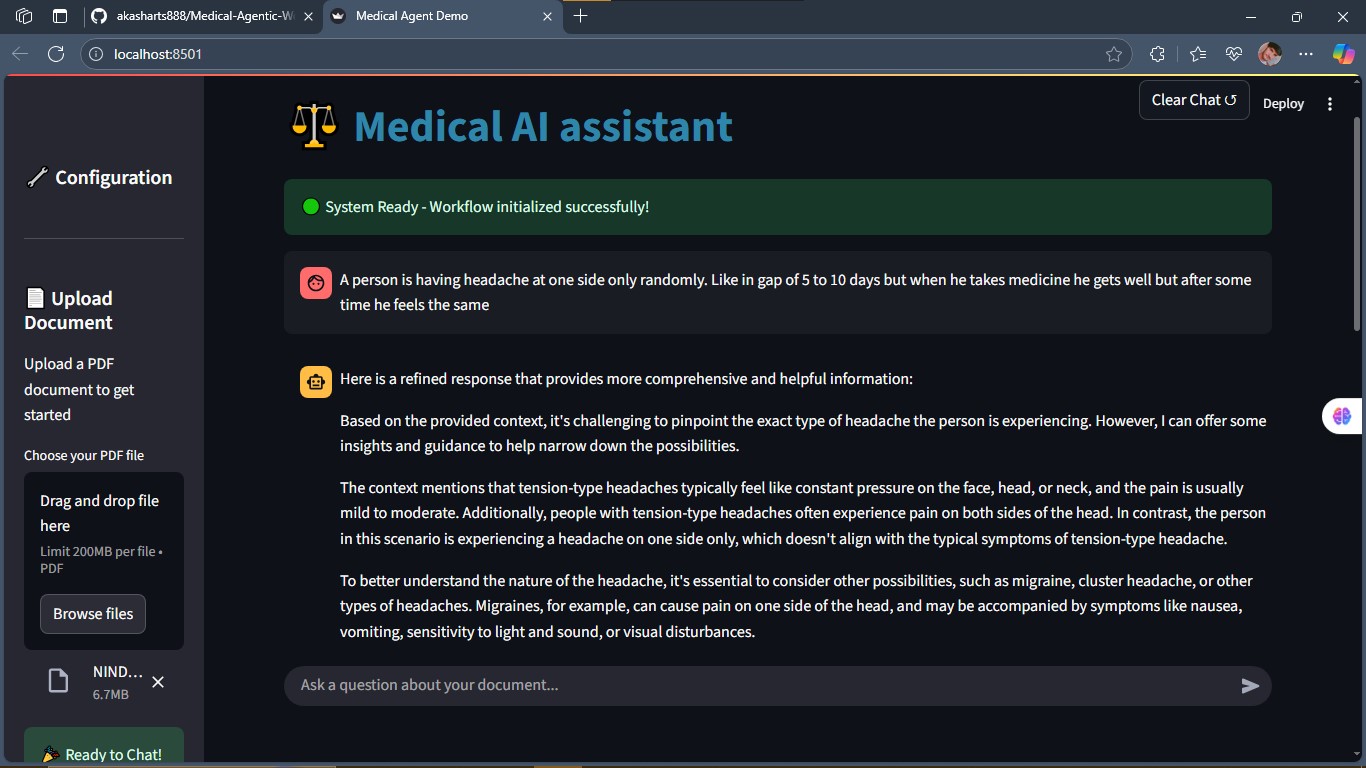 akasharts888/Medical-Agentic-W
Medical Agent Demo
localhost:8501
Clear Chat ↺
Deploy
Medical AI assistant
Configuration
System Ready - Workflow initialized successfully!
A person is having headache at one side only randomly. Like in gap of 5 to 10 days but when he takes medicine he gets well but after some
time he feels the same
Upload
Document
Upload a PDF
document to get
started
Choose your PDF file
Drag and drop file
here
Limit 200MB per file •
PDF
Browse files
NIND...
6.7MB
Ready to Chat!
Here is a refined response that provides more comprehensive and helpful information:
Based on the provided context, it's challenging to pinpoint the exact type of headache the person is experiencing. However, I can offer some
insights and guidance to help narrow down the possibilities.
The context mentions that tension-type headaches typically feel like constant pressure on the face, head, or neck, and the pain is usually
mild to moderate. Additionally, people with tension-type headaches often experience pain on both sides of the head. In contrast, the person
in this scenario is experiencing a headache on one side only, which doesn't align with the typical symptoms of tension-type headache.
To better understand the nature of the headache, it's essential to consider other possibilities, such as migraine, cluster headache, or other
types of headaches. Migraines, for example, can cause pain on one side of the head, and may be accompanied by symptoms like nausea,
vomiting, sensitivity to light and sound, or visual disturbances.
Ask a question about your document...